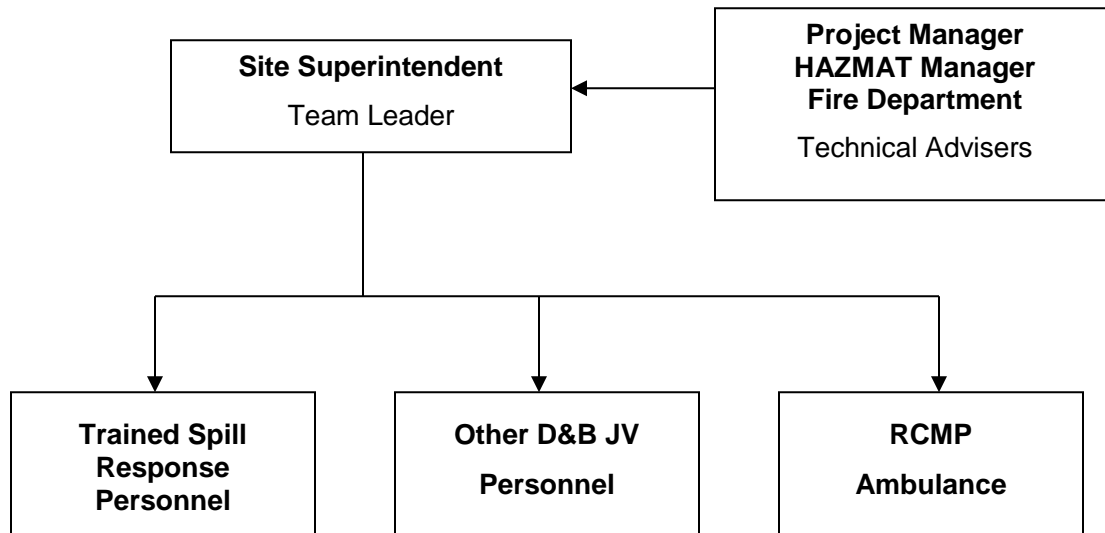 Site Superintendent
Team Leader
Project Manager
HAZMAT Manager
Fire Department
Technical Advisers
Trained Spill
Response
Personnel
Other D&B JV
Personnel
RCMP
Ambulance